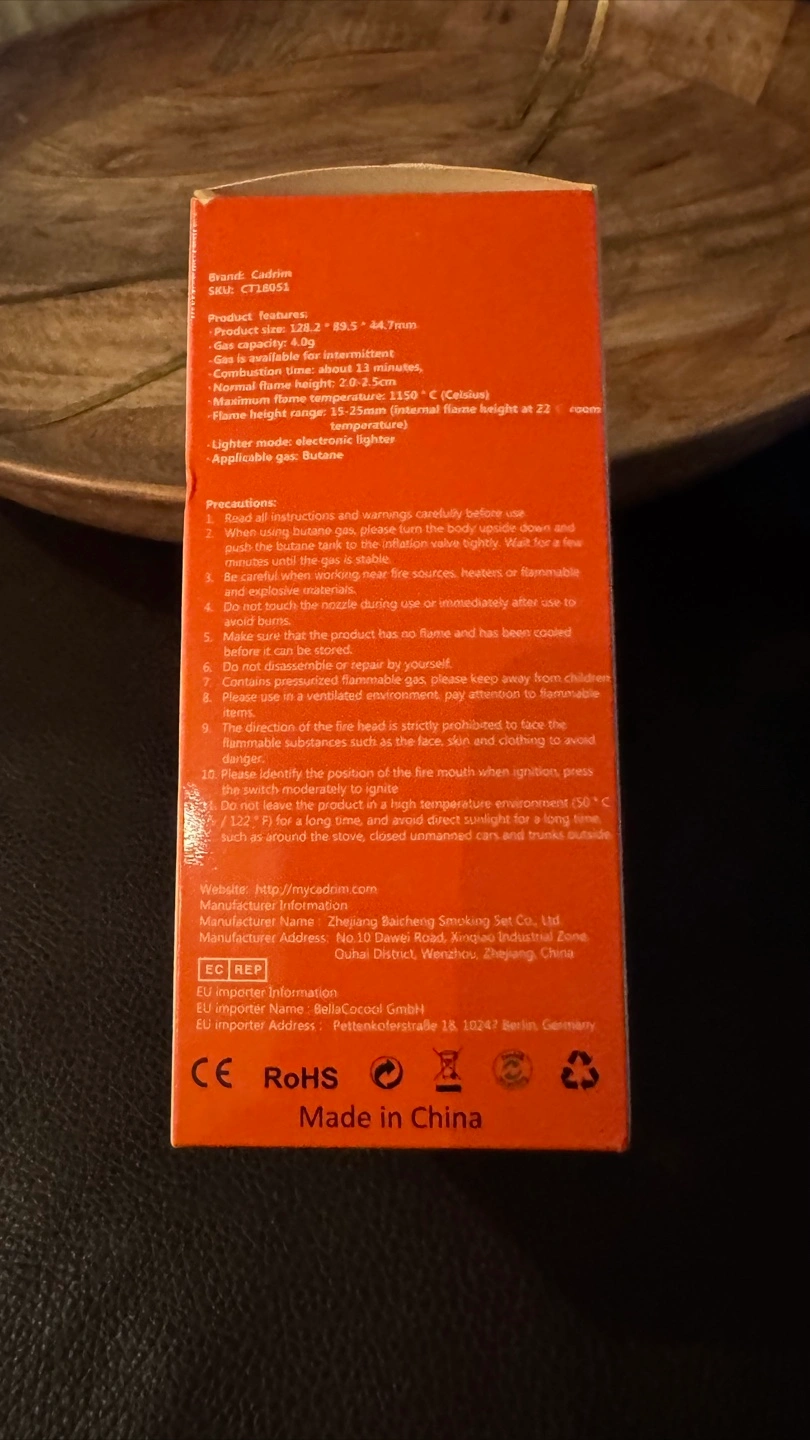 Brand: Cadrim
SKU: CT18051
Product features:
·Product size: 128.2 * 89.5 * 44.7mm
·Gas capacity: 4.0g
·Gas is available for intermittent
·Combustion time: about 13 minutes,
·Normal flame height: 2.0-2.5cm
·Maximum flame temperature: 1150 ° C (Celsius)
·Flame height range: 15-25mm (internal flame height at 22 room
temperature)
·Lighter mode: electronic lighter
·Applicable gas: Butane
Precautions:
1. Read all instructions and warnings carefully before use
2. When using butane gas, please turn the body upside down and
push the butane tank to the inflation valve tightly. Wait for a few
minutes until the gas is stable.
3. Be careful when working near fire sources, heaters or flammable
and explosive materials.
4. Do not touch the nozzle during use or immediately after use to
avoid burns.
5. Make sure that the product has no flame and has been cooled
before it can be stored.
6. Do not disassemble or repair by yourself.
7. Contains pressurized flammable gas, please keep away from children
8. Please use in a ventilated environment, pay attention to flammable
items.
9. The direction of the fire head is strictly prohibited to face the
flammable substances such as the face, skin and clothing to avoid
danger.
10. Please identify the position of the fire mouth when ignition, press
the switch moderately to ignite
11. Do not leave the product in a high temperature environment (50 ° C
/ 122 ° F) for a long time, and avoid direct sunlight for a long time,
such as around the stove, closed unmanned cars and trunks outside
Website: http://mycadrim.com
Manufacturer Information
Manufacturer Name : Zhejiang Baicheng Smoking Set Co., Ltd.
Manufacturer Address: No.10 Dawei Road, Xinqiao Industrial Zone,
Ouhai District, Wenzhou, Zhejiang, China
EC REP
EU importer Information
EU importer Name : BellaCocool GmbH
EU importer Address : Pettenkoferstraße 18, 10247 Berlin, Germany
CE RoHS
Made in China